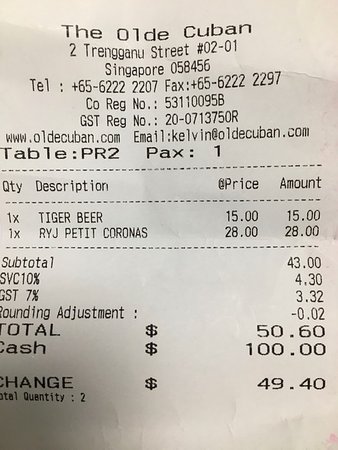 The Olde Cuban
2 Trengganu Street #02-01
Singapore 058456
Tel : +65-6222 2207 Fax:+65-6222 2297
Co Reg No.: 53110095B
GST Reg No.: 20-0713750R
www.oldecuban.com Email:kelvin@oldecuban.com
Table:PR2 Pax: 1
Qty Description @Price Amount
1x TIGER BEER 15.00 15.00
1x RYJ PETIT CORONAS 28.00 28.00
Subtotal 43.00
SVC10% 4.30
GST 7% 3.32
Rounding Adjustment : -0.02
TOTAL $ 50.60
Cash $ 100.00
CHANGE $ 49.40
otal Quantity : 2